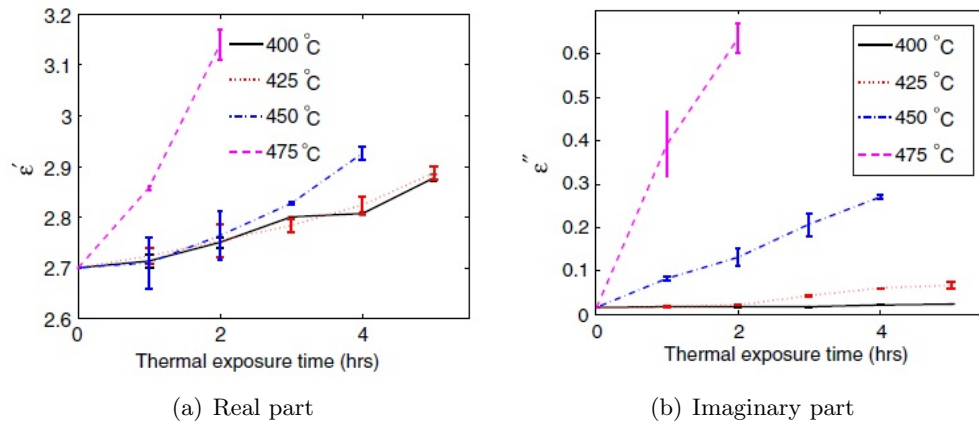 3.2
3.1
3
2.9
2.8
2.7
2.6
ε′
400 °C
425 °C
450 °C
475 °C
0
2
4
Thermal exposure time (hrs)
(a) Real part
0.6
0.5
0.4
0.3
0.2
0.1
0
ε″
400 °C
425 °C
450 °C
475 °C
0
2
4
Thermal exposure time (hrs)
(b) Imaginary part